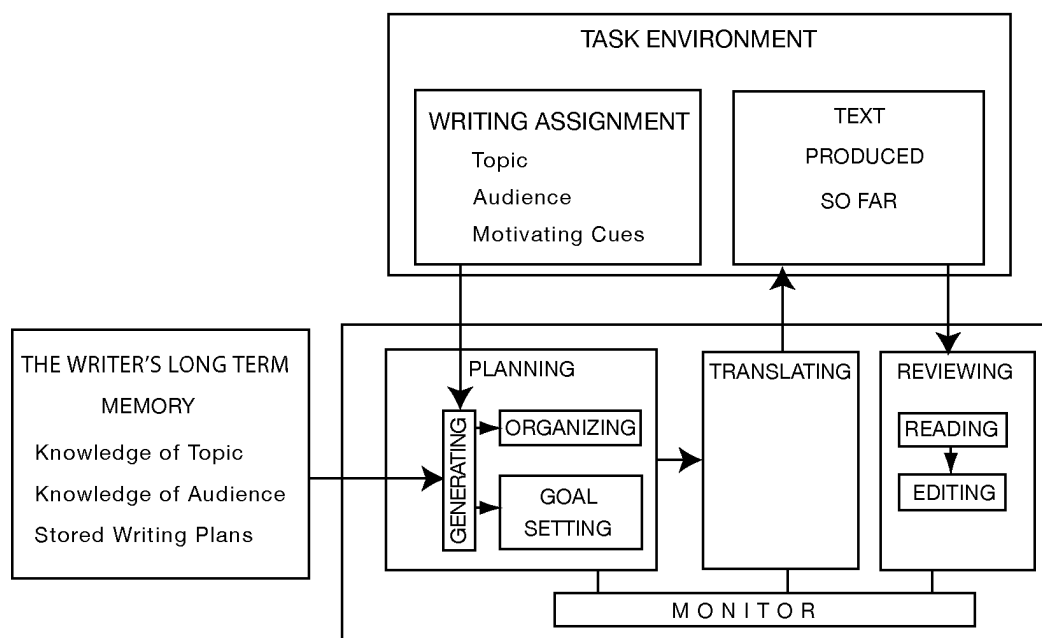 TASK ENVIRONMENT
WRITING ASSIGNMENT
Topic
Audience
Motivating Cues
TEXT
PRODUCED
SO FAR
THE WRITER'S LONG TERM
MEMORY
Knowledge of Topic
Knowledge of Audience
Stored Writing Plans
PLANNING
GENERATING
ORGANIZING
GOAL
SETTING
TRANSLATING
REVIEWING
READING
EDITING
MONITOR